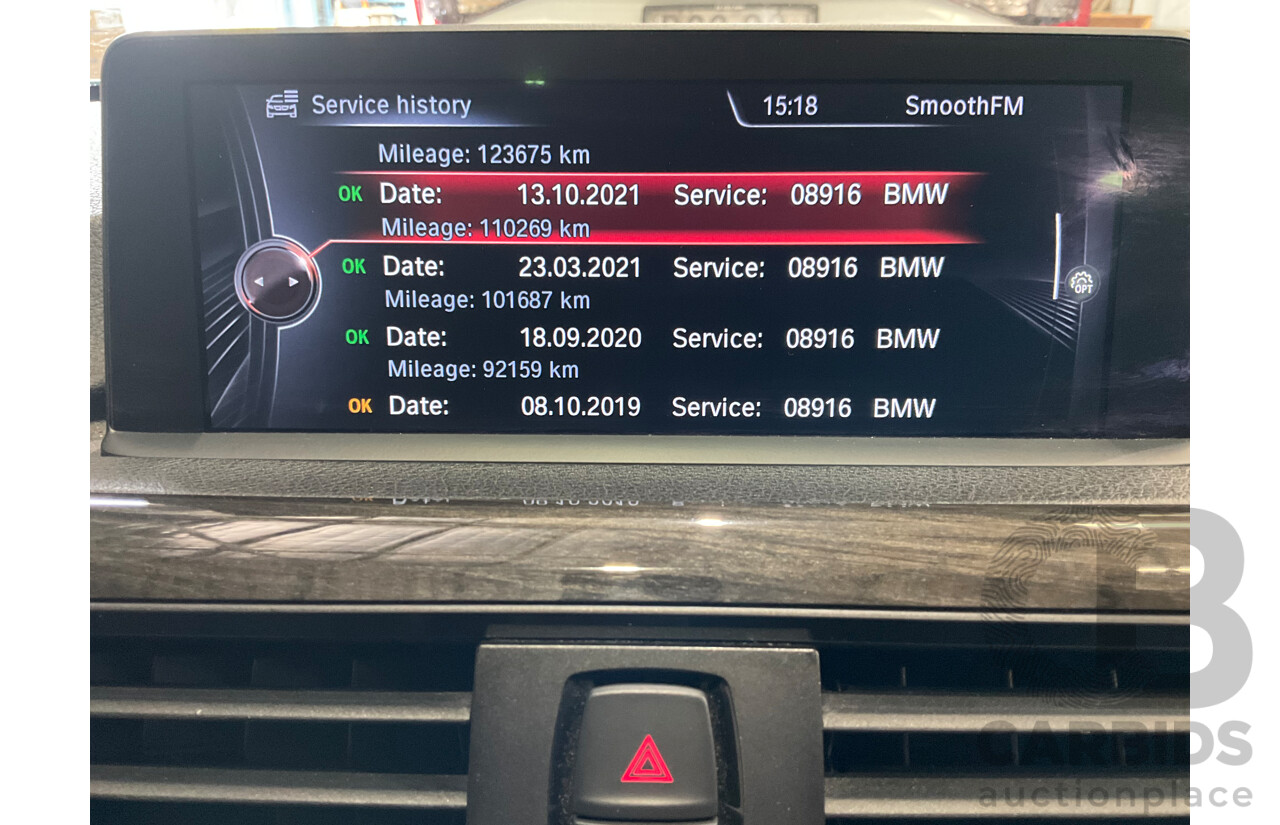 Service history 15:18 SmoothFM
Mileage: 123675 km
OK Date: 13.10.2021 Service: 08916 BMW
Mileage: 110269 km
OK Date: 23.03.2021 Service: 08916 BMW
Mileage: 101687 km
OPT
OK Date: 18.09.2020 Service: 08916 BMW
Mileage: 92159 km
OK Date: 08.10.2019 Service: 08916 BMW
CARBIDS
auctionplace